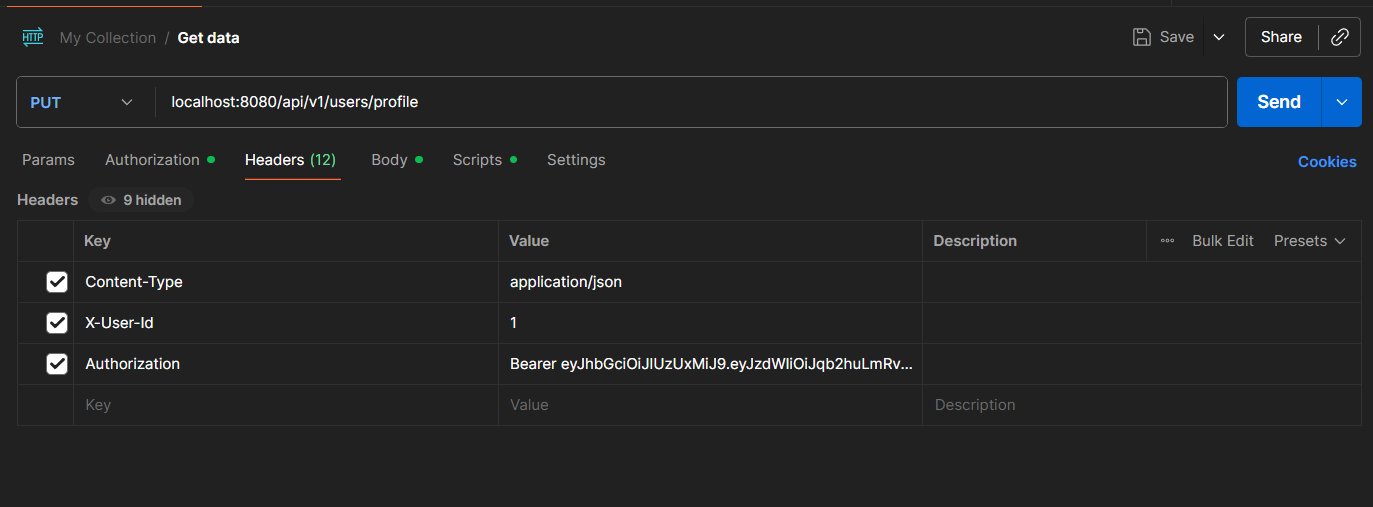 HTTP My Collection / Get data Save Share
PUT localhost:8080/api/v1/users/profile Send
Params Authorization Headers (12) Body Scripts Settings Cookies
Headers 9 hidden
Key Value Description Bulk Edit Presets
Content-Type application/json
X-User-Id 1
Authorization Bearer eyJhbGciOiJIUzUxMiJ9.eyJzdWIiOiJqb2huLmRv...
Key Value Description